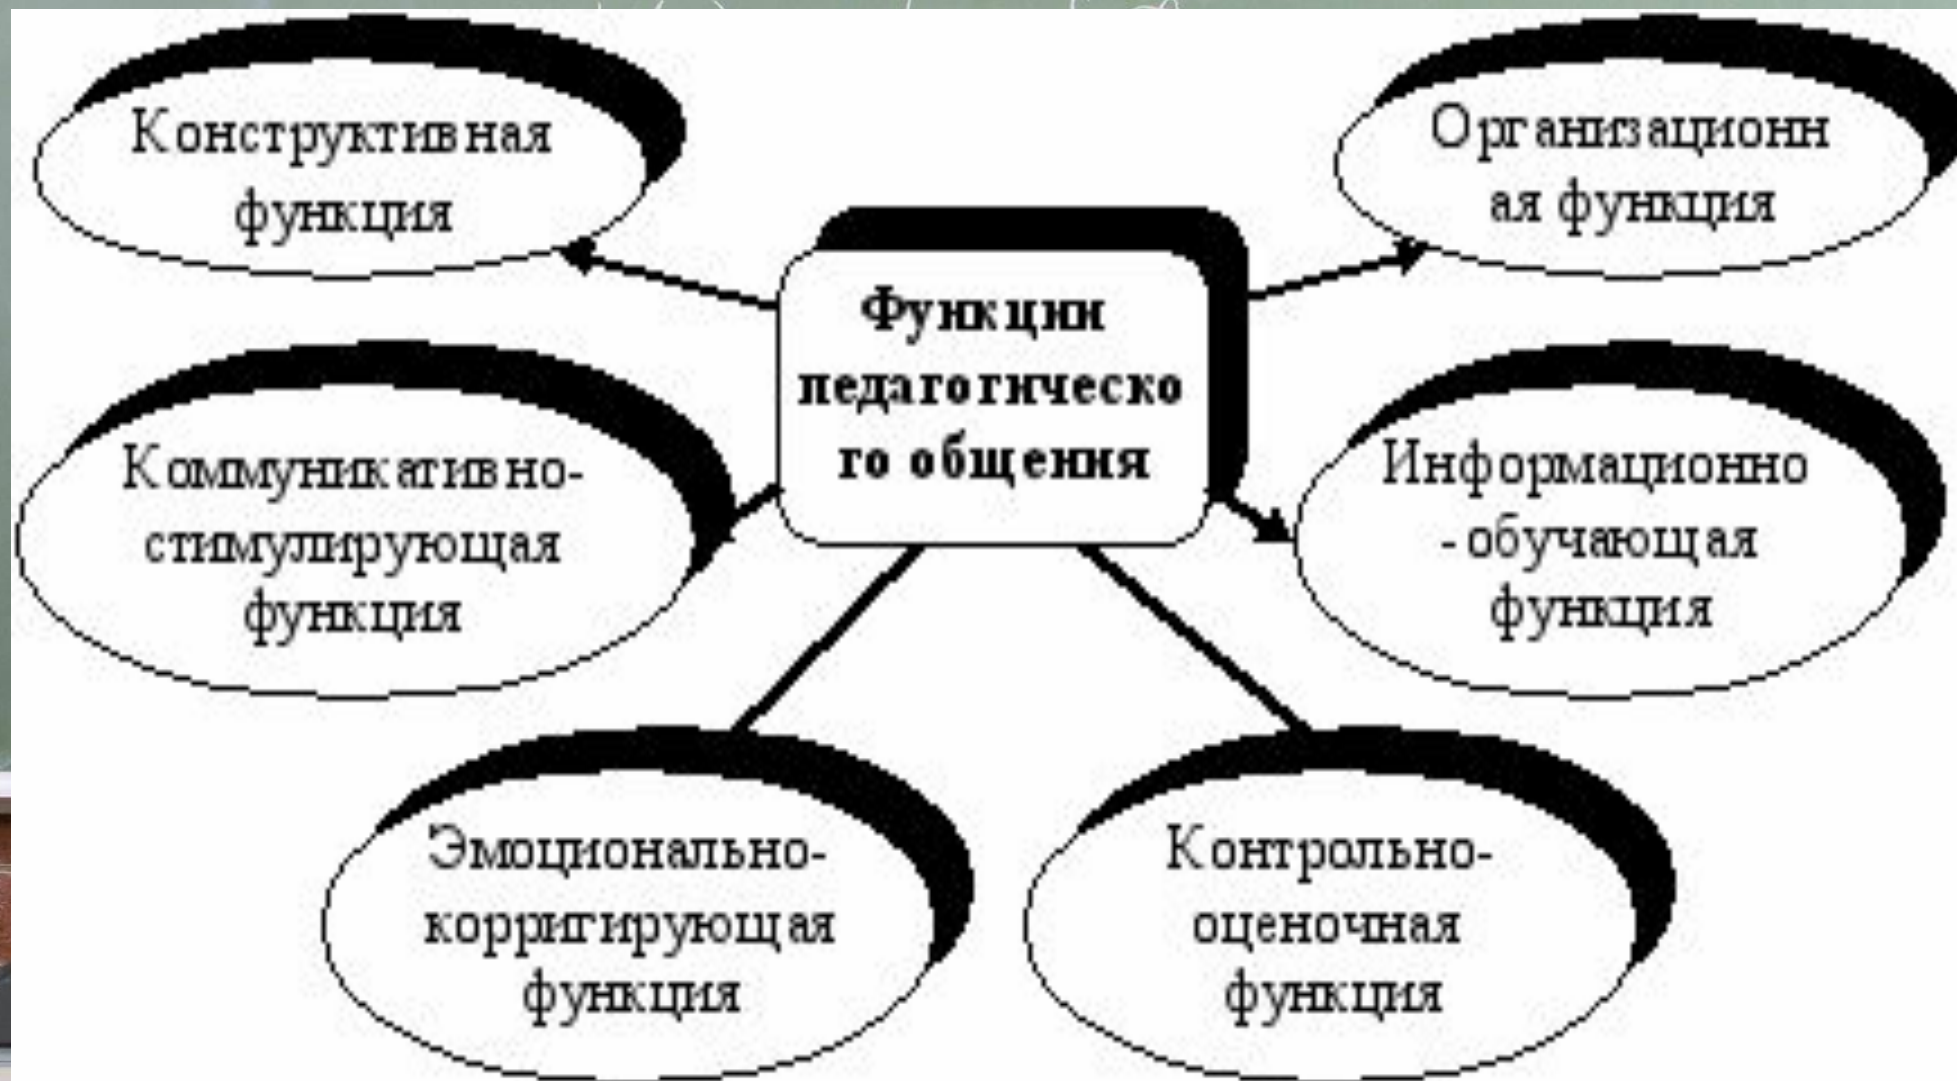 Конструктивная
функция
Организационн
ая функция
Функции
педагогическо
го общения
Коммуникативно-
стимулирующая
функция
Информационно
-обучающая
функция
Эмоционально-
корригирующая
функция
Контрольно-
оценочная
функция